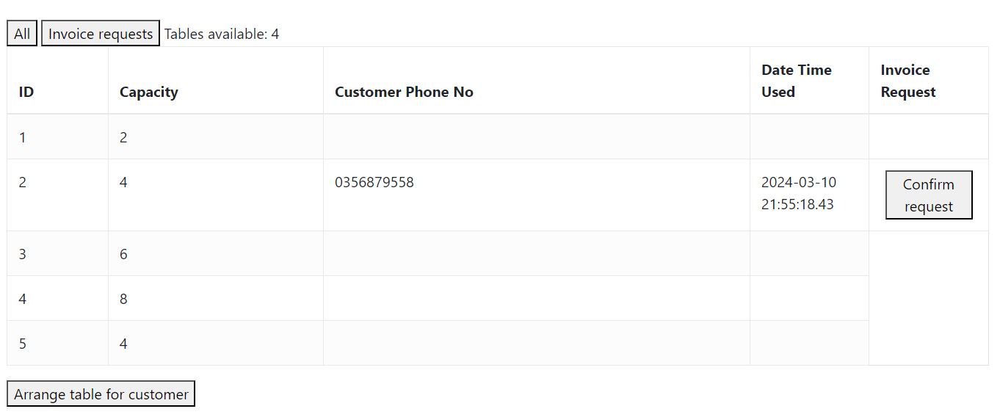 All Invoice requests Tables available: 4
ID Capacity Customer Phone No Date Time Used Invoice Request
1 2
2 4 0356879558 2024-03-10 21:55:18.43 Confirm request
3 6
4 8
5 4
Arrange table for customer